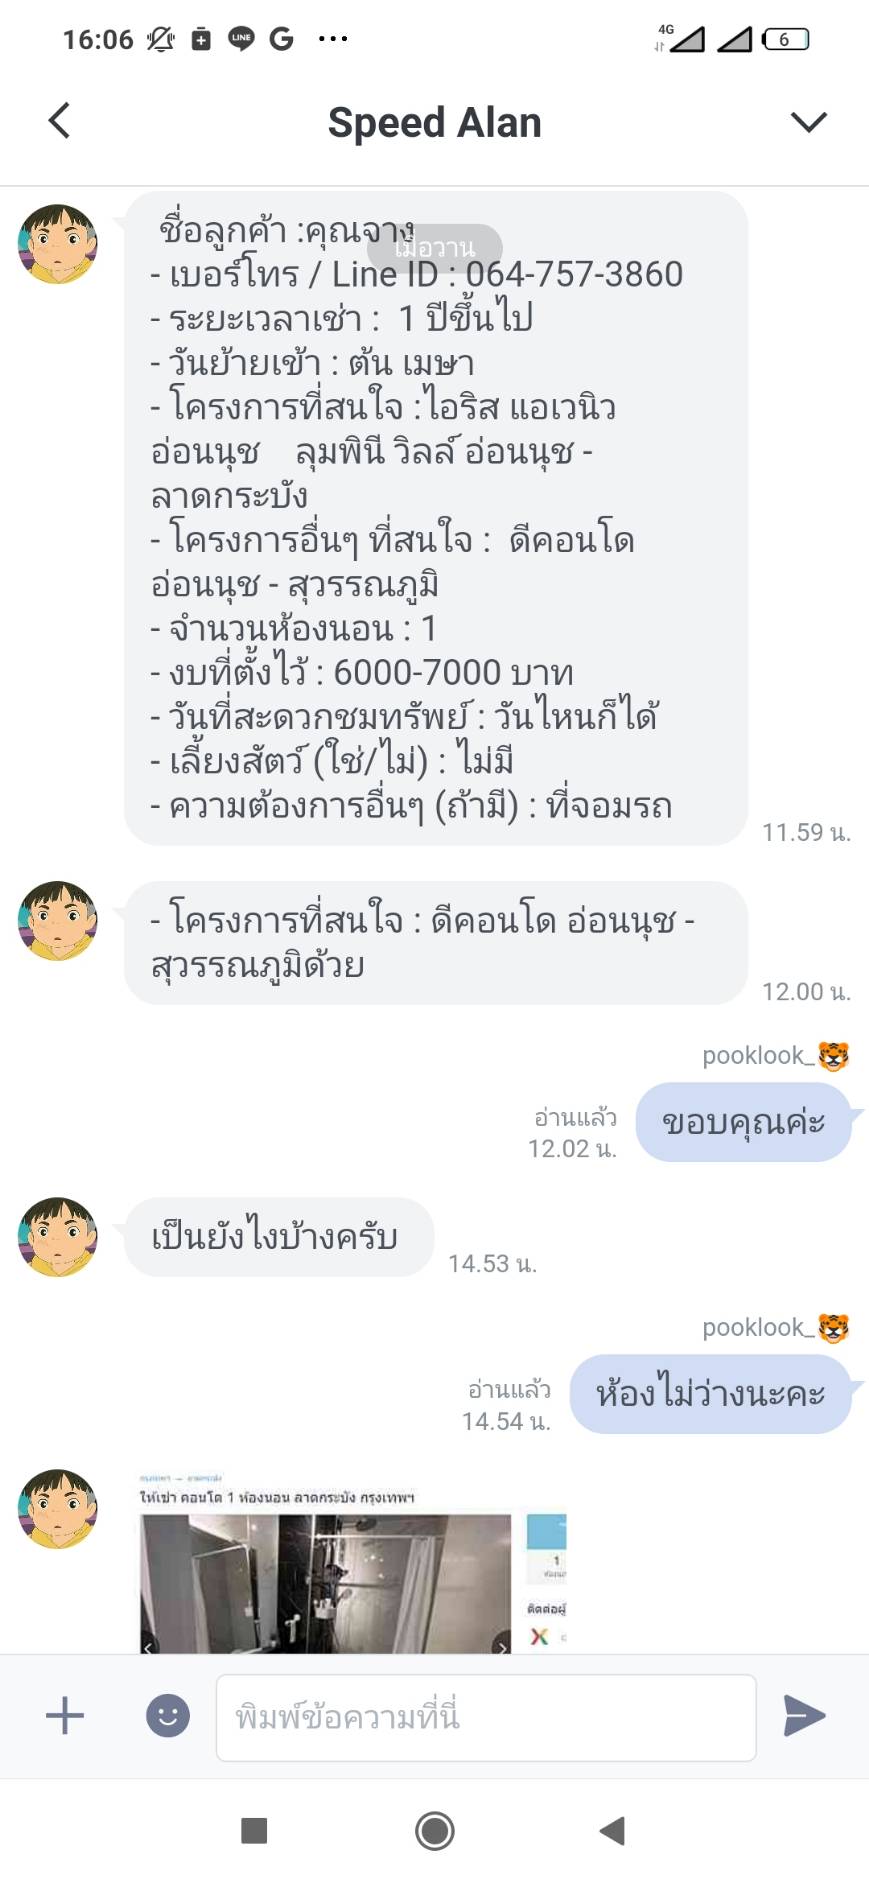 16:06
LINE
G
4G
6
Speed Alan
ชื่อลูกค้า :คุณจาง
เมื่อวาน
- เบอร์โทร / Line ID : 064-757-3860
- ระยะเวลาเช่า : 1 ปีขึ้นไป
- วันย้ายเข้า : ต้น เมษา
- โครงการที่สนใจ :ไอริส แอเวนิว
อ่อนนุช ลุมพินี วิลล์ อ่อนนุช -
ลาดกระบัง
- โครงการอื่นๆ ที่สนใจ : ดีคอนโด
อ่อนนุช - สุวรรณภูมิ
- จำนวนห้องนอน : 1
- งบที่ตั้งไว้ : 6000-7000 บาท
- วันที่สะดวกชมทรัพย์ : วันไหนก็ได้
- เลี้ยงสัตว์ (ใช่/ไม่) : ไม่มี
- ความต้องการอื่นๆ (ถ้ามี) : ที่จอมรถ
11.59 น.
- โครงการที่สนใจ : ดีคอนโด อ่อนนุช -
สุวรรณภูมิด้วย
12.00 น.
pooklook_
อ่านแล้ว
12.02 น.
ขอบคุณค่ะ
เป็นยังไงบ้างครับ
14.53 น.
pooklook_
อ่านแล้ว
14.54 น.
ห้องไม่ว่างนะคะ
ให้เช่า คอนโด 1 ห้องนอน ลาดกระบัง กรุงเทพฯ
1
ติดต่อผู้
พิมพ์ข้อความที่นี่